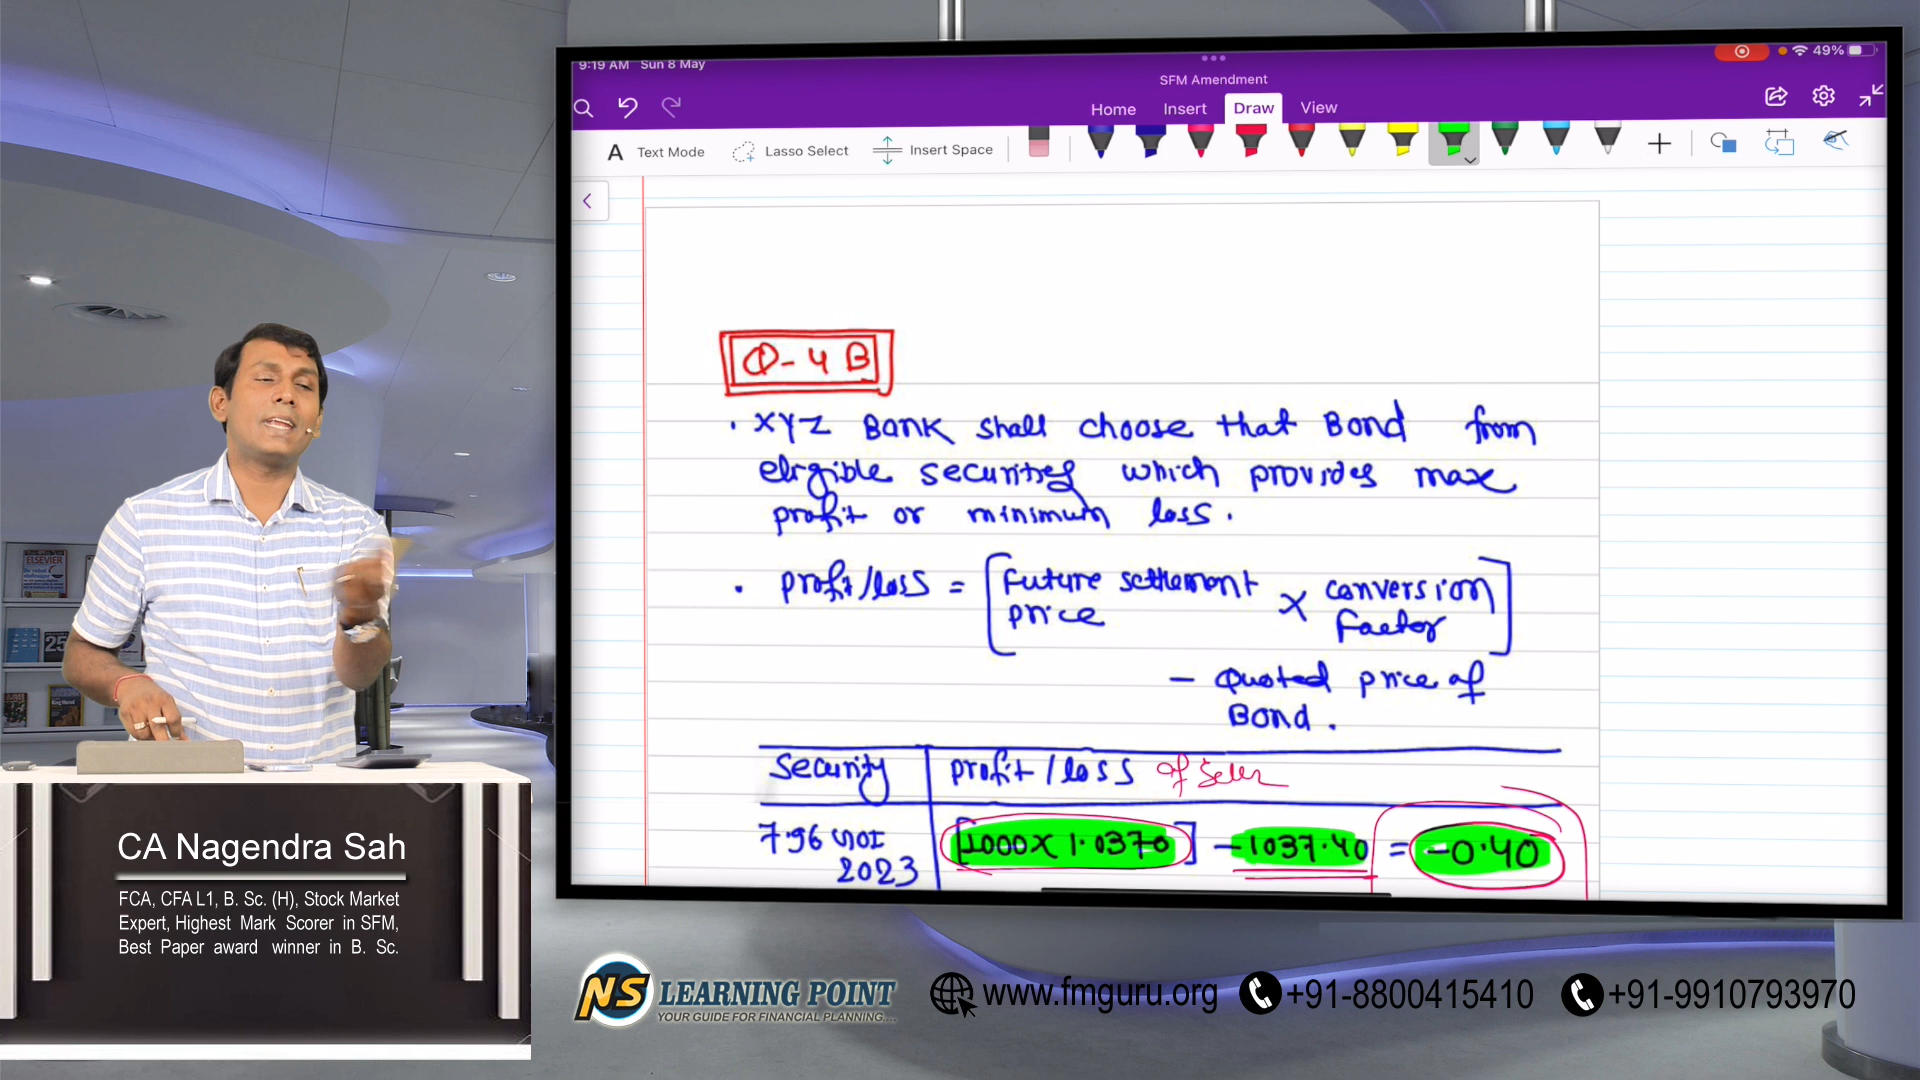 9:19 AM Sun 8 May
49%
SFM Amendment
Home Insert Draw View
Text Mode Lasso Select Insert Space
Q-4 B
• XYZ Bank shall choose that Bond from
eligible securities which provides max
profit or minimum loss.
• profit/loss = [Future settlement price × conversion Factor]
- Quoted price of
Bond.
Security profit/loss of Seller
7.96 GOI 2023 [1000 × 1.0370] - 1037.40 = -0.40
ELSEVIER
25
CA Nagendra Sah
FCA, CFA L1, B. Sc. (H), Stock Market
Expert, Highest Mark Scorer in SFM,
Best Paper award winner in B. Sc.
NS LEARNING POINT
YOUR GUIDE FOR FINANCIAL PLANNING....
www.fmguru.org
+91-8800415410
+91-9910793970